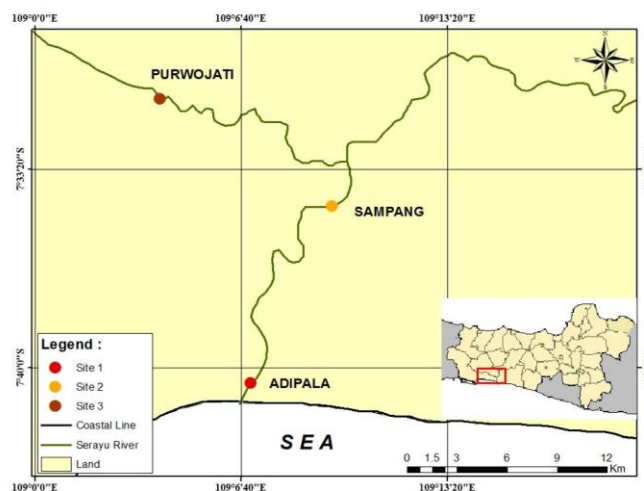 109°0'0"E 109°6'40"E 109°13'20"E
N
W E
S
PURWOJATI
7°33'20"S
SAMPANG
Legend :
Site 1
Site 2
Site 3
Coastal Line
Serayu River
Land
7°40'0"S
ADIPALA
SEA
0 1.5 3 6 9 12
Km
109°0'0"E 109°6'40"E 109°13'20"E